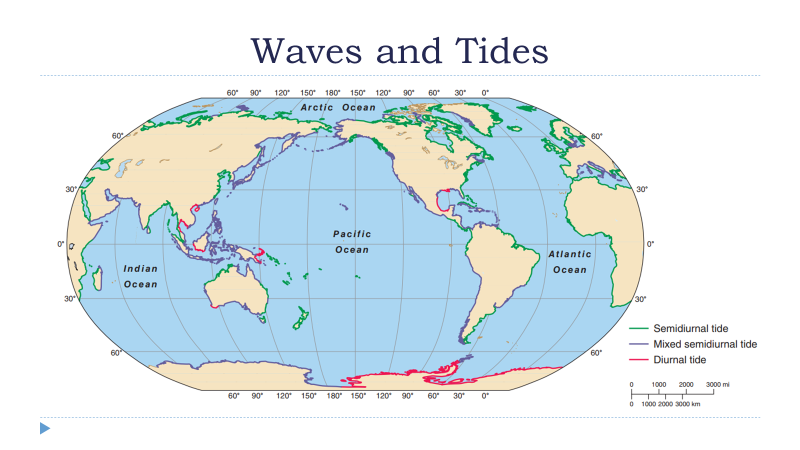 Waves and Tides
60° 90° 120° 150° 180° 150° 120° 90° 60° 30° 0°
Arctic Ocean
60° 60°
30° 30°
Pacific
Ocean
0° 0°
Atlantic
Ocean
Indian
Ocean
30° 30°
Semidiurnal tide
Mixed semidiurnal tide
Diurnal tide
60° 60°
0 1000 2000 3000 mi
0 1000 2000 3000 km
60° 90° 120° 150° 180° 150° 120° 90° 60° 30° 0°